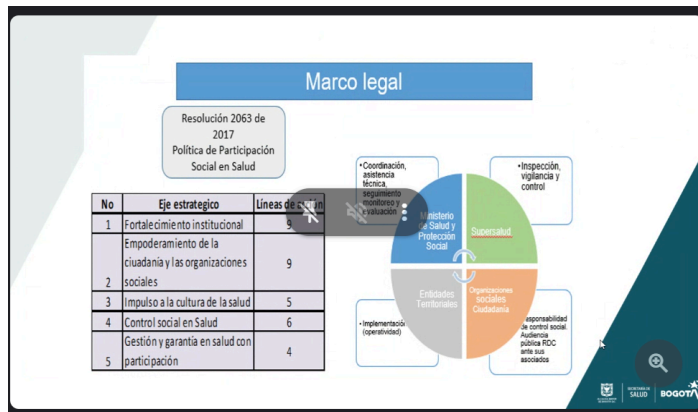 Marco legal
Resolución 2063 de
2017
Política de Participación
Social en Salud
No Eje estrategico Líneas de acción
1 Fortalecimiento institucional 9
Empoderamiento de la
ciudadanía y las organizaciones
2 sociales 9
3 Impulso a la cultura de la salud 5
4 Control social en Salud 6
Gestión y garantía en salud con
5 participación 4
•Coordinación,
asistencia
técnica,
seguimiento
monitoreo y
evaluación
•Inspección,
vigilancia y
control
Ministerio
de Salud y
Protección
Social
Supersalud
Entidades
Territoriales
Organizaciones
sociales
Ciudadanía
•Implementación
(operatividad)
responsabilidad
de control social.
Audiencia
pública RDC
ante sus
asociados
SALUD
BOGOTÁ